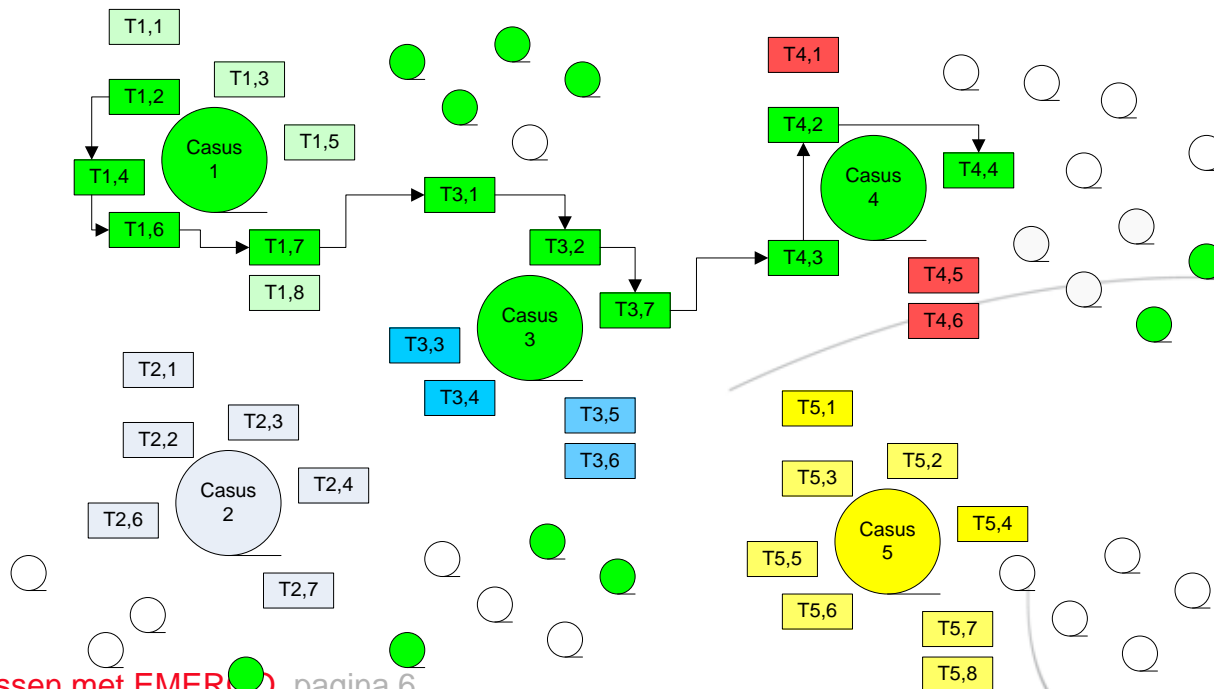 T1,1
T1,3
T1,2
T1,5
Casus
1
T1,4
T1,6
T1,7
T1,8
T3,1
T3,2
T3,7
Casus
3
T3,3
T3,4
T3,5
T3,6
T4,1
T4,2
T4,4
Casus
4
T4,3
T4,5
T4,6
T2,1
T2,3
T2,2
T2,4
Casus
2
T2,6
T2,7
T5,1
T5,2
T5,3
T5,4
Casus
5
T5,5
T5,6
T5,7
T5,8
met pagina 6